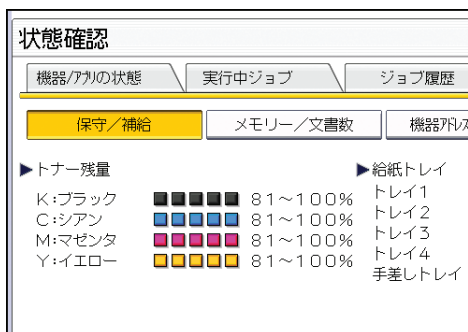 状態確認
機器/アプリの状態 実行中ジョブ ジョブ履歴
保守／補給 メモリー／文書数 機器アドレス
▶トナー残量
K:ブラック 81～100%
C:シアン 81～100%
M:マゼンタ 81～100%
Y:イエロー 81～100%
▶給紙トレイ
トレイ1
トレイ2
トレイ3
トレイ4
手差しトレイ